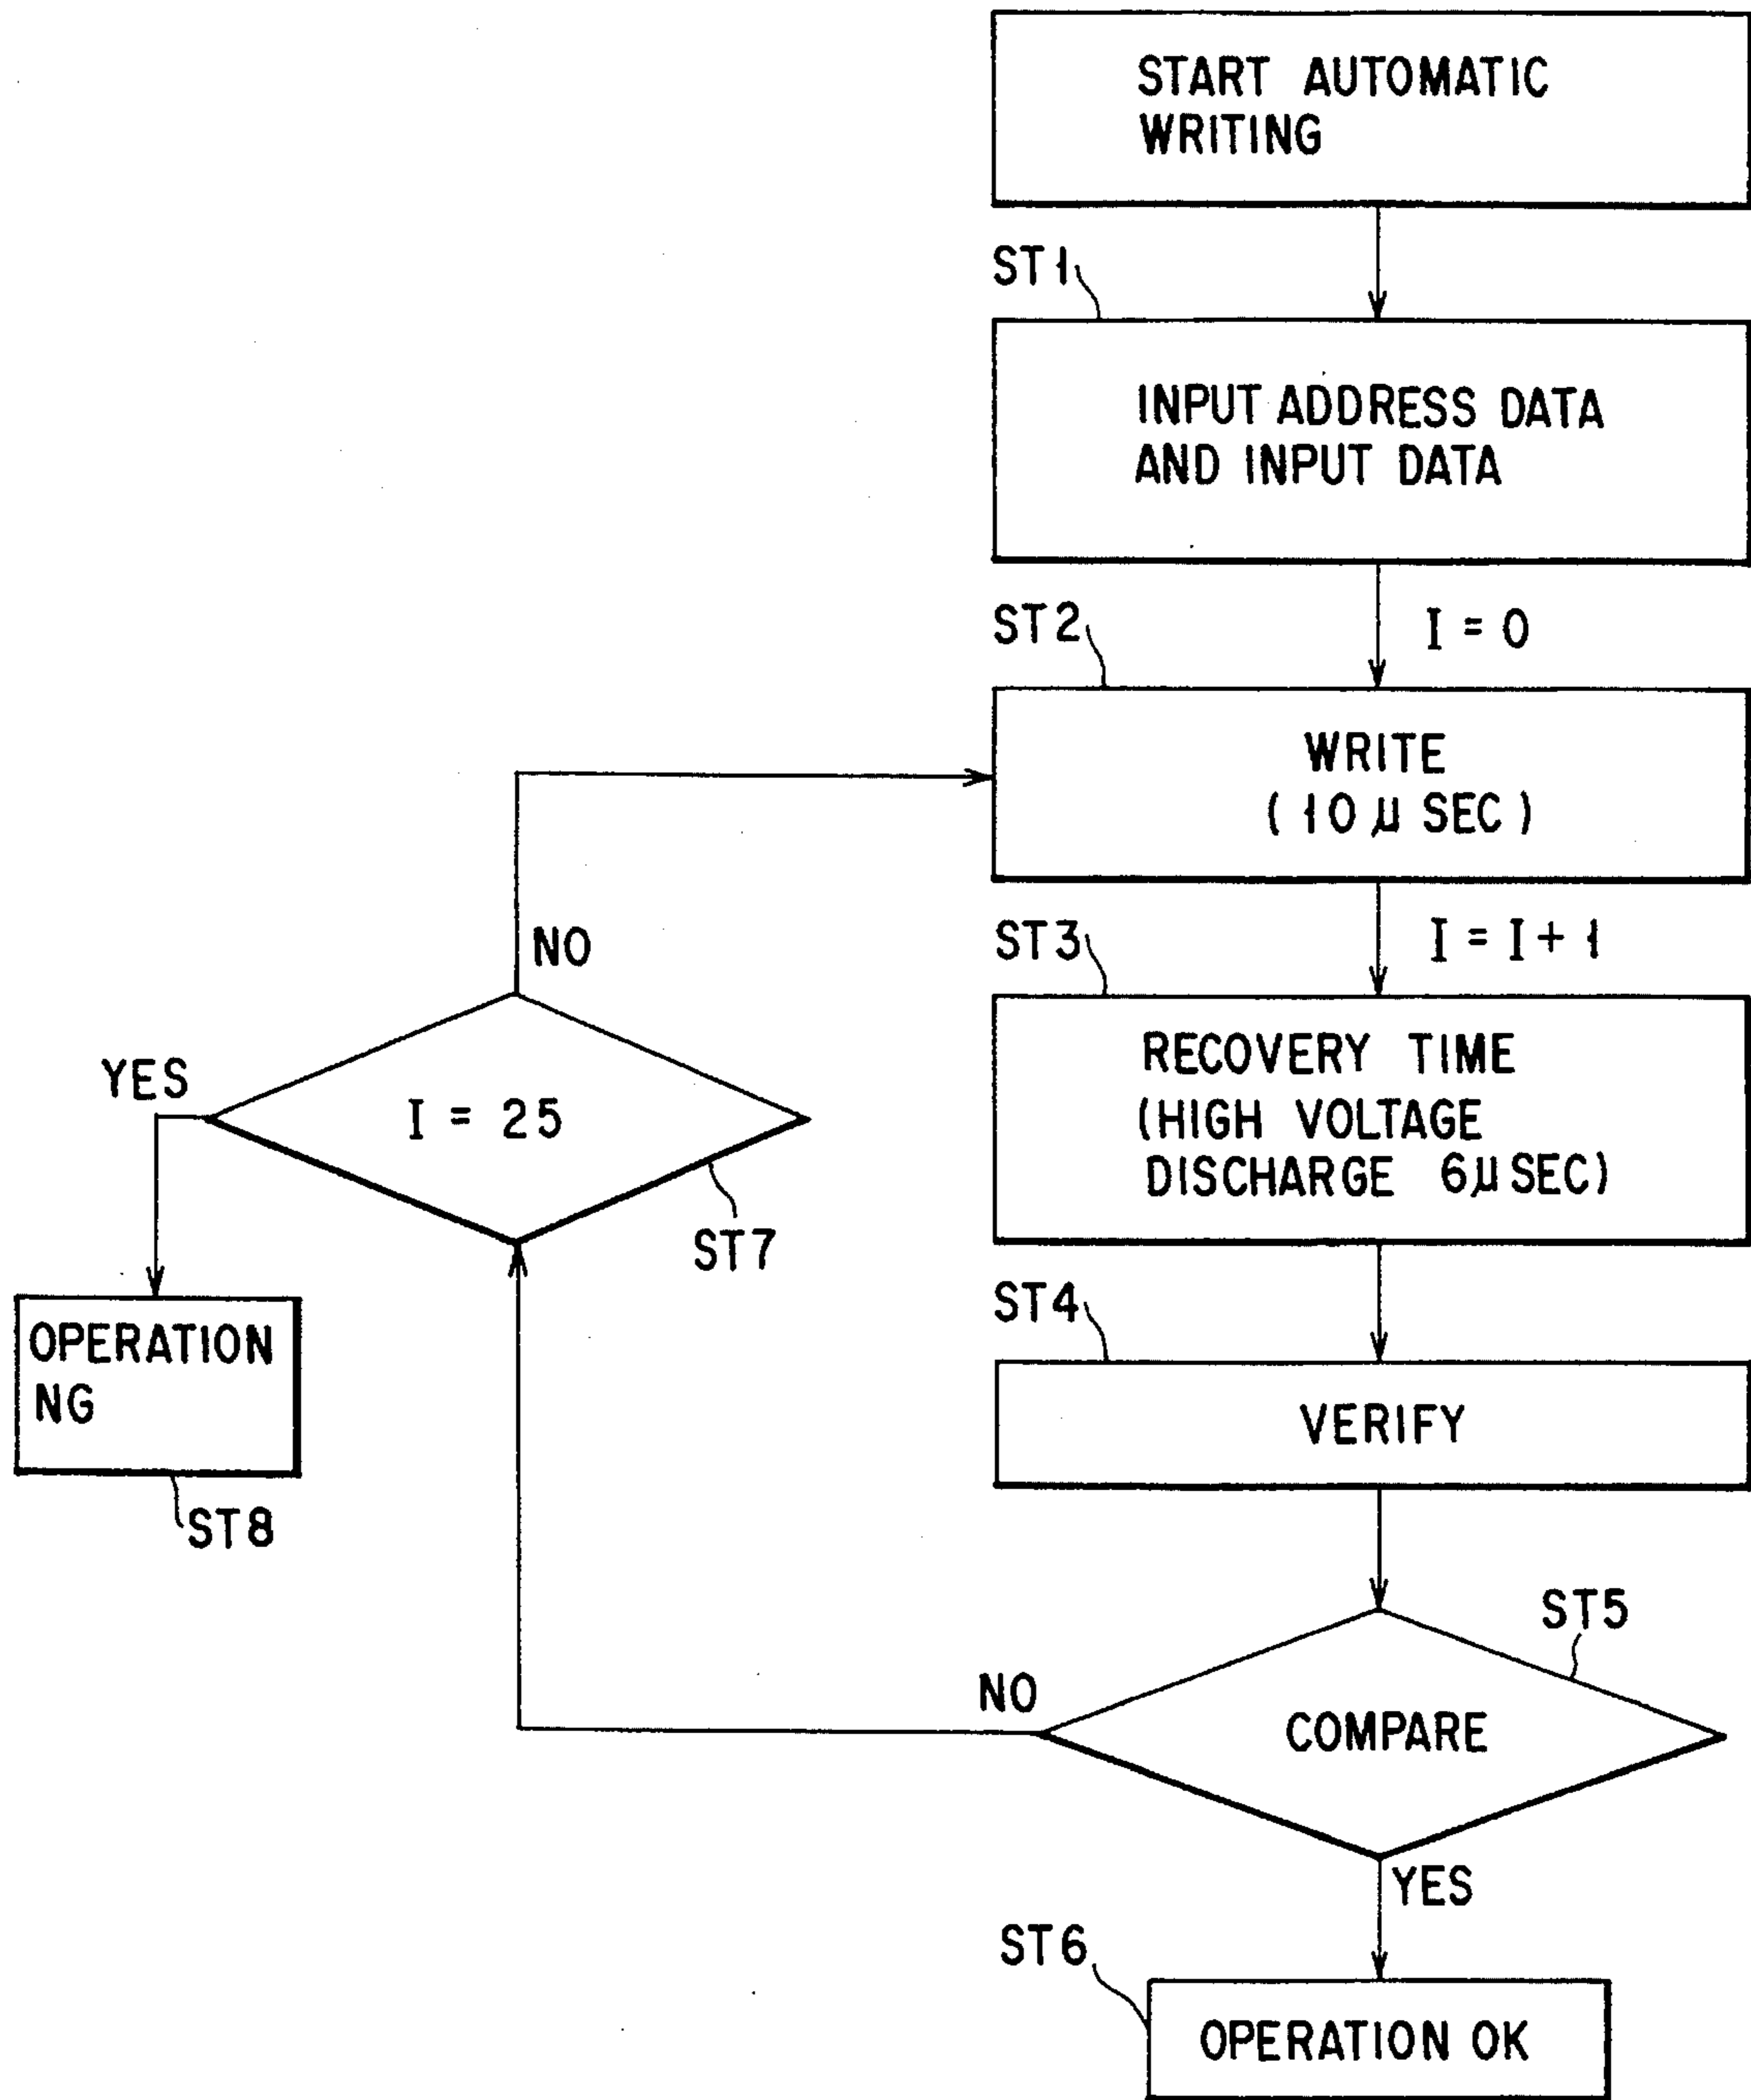 START AUTOMATIC
WRITING
ST1
INPUT ADDRESS DATA
AND INPUT DATA
ST2
I = 0
WRITE
(10 μ SEC)
ST3
I = I + 1
RECOVERY TIME
(HIGH VOLTAGE
DISCHARGE 6μ SEC)
ST4
VERIFY
ST5
COMPARE
NO
YES
ST6
OPERATION OK
NO
YES
I = 25
ST7
OPERATION
NG
ST8